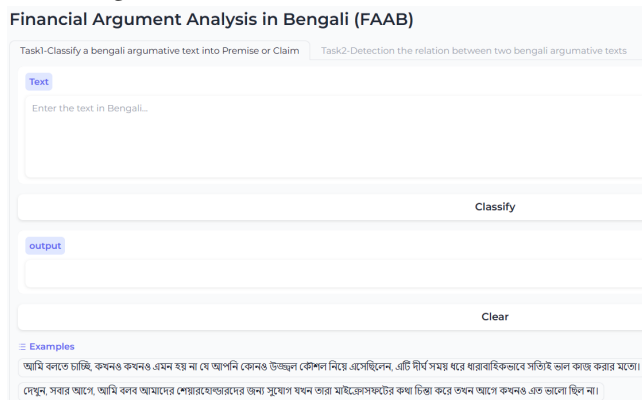 Financial Argument Analysis in Bengali (FAAB)
Task1-Classify a bengali argumative text into Premise or Claim Task2-Detection the relation between two bengali argumative texts
Text
Enter the text in Bengali...
Classify
output
Clear
Examples
আমি বলতে চাচ্ছি, কখনও কখনও এমন হয় না যে আপনি কোনও উজ্জ্বল কৌশল নিয়ে এসেছিলেন, এটি দীর্ঘ সময় ধরে ধারাবাহিকভাবে সত্যিই ভাল কাজ করার মতো।
দেখুন, সবার আগে, আমি বলব আমাদের শেয়ারহোল্ডারদের জন্য সুযোগ যখন তারা মাইক্রোসফটের কথা চিন্তা করে তখন আগে কখনও এত ভালো ছিল না।